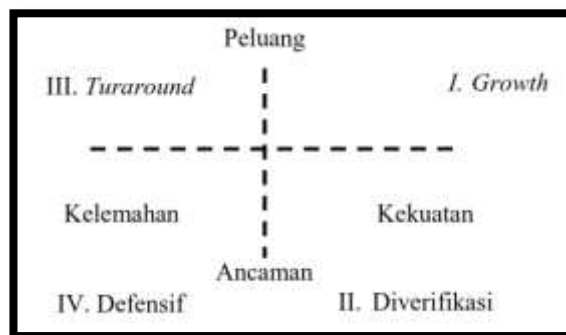 Peluang
III. Turaround
I. Growth
Kelemahan
Kekuatan
Ancaman
IV. Defensif
II. Diverifikasi